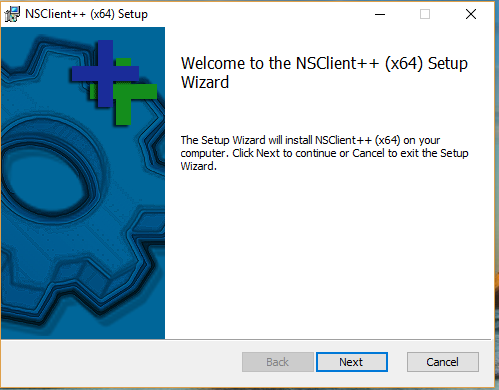 NSClient++ (x64) Setup
Welcome to the NSClient++ (x64) Setup
Wizard
The Setup Wizard will install NSClient++ (x64) on your
computer. Click Next to continue or Cancel to exit the Setup
Wizard.
Back
Next
Cancel